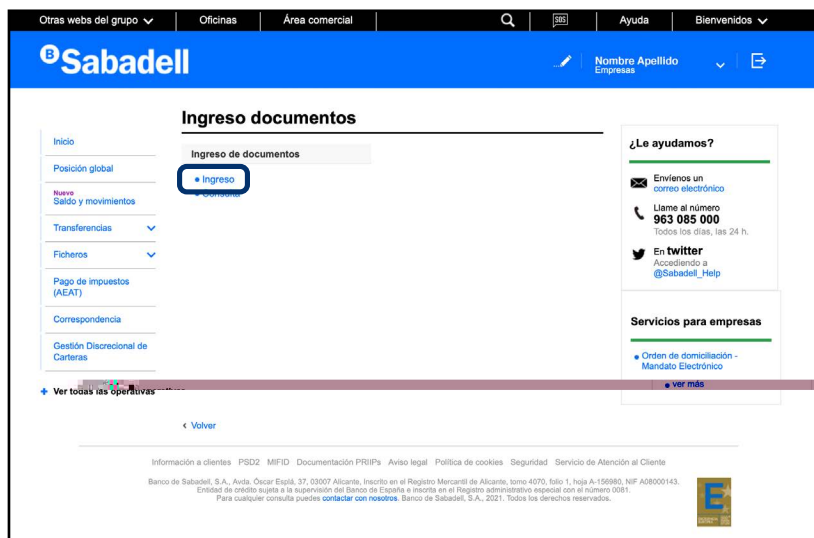 Otras webs del grupo
Oficinas
Área comercial
SOS
Ayuda
Bienvenidos
B Sabadell
...
Nombre Apellido
Empresas
Ingreso documentos
Inicio
Posición global
Nuevo
Saldo y movimientos
Transferencias
Ficheros
Pago de impuestos
(AEAT)
Correspondencia
Gestión Discrecional de
Carteras
+ Ver todas las operativas
Ingreso de documentos
Ingreso
Consulta
‹ Volver
¿Le ayudamos?
Envíenos un
correo electrónico
Llame al número
963 085 000
Todos los días, las 24 h.
En twitter
Accediendo a
@Sabadell_Help
Servicios para empresas
Orden de domiciliación -
Mandato Electrónico
ver más
Información a clientes PSD2 MIFID Documentación PRIIPs Aviso legal Política de cookies Seguridad Servicio de Atención al Cliente
Banco de Sabadell, S.A., Avda. Óscar Esplá, 37, 03007 Alicante, Inscrito en el Registro Mercantil de Alicante, tomo 4070, folio 1, hoja A-156980, NIF A08000143.
Entidad de crédito sujeta a la supervisión del Banco de España e inscrita en el Registro administrativo especial con el número 0081.
Para cualquier consulta puedes contactar con nosotros. Banco de Sabadell, S.A., 2021. Todos los derechos reservados.
E